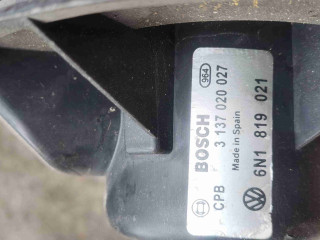 964
BOSCH
3 137 020 027
Made in Spain
CPB
6N1 819 021